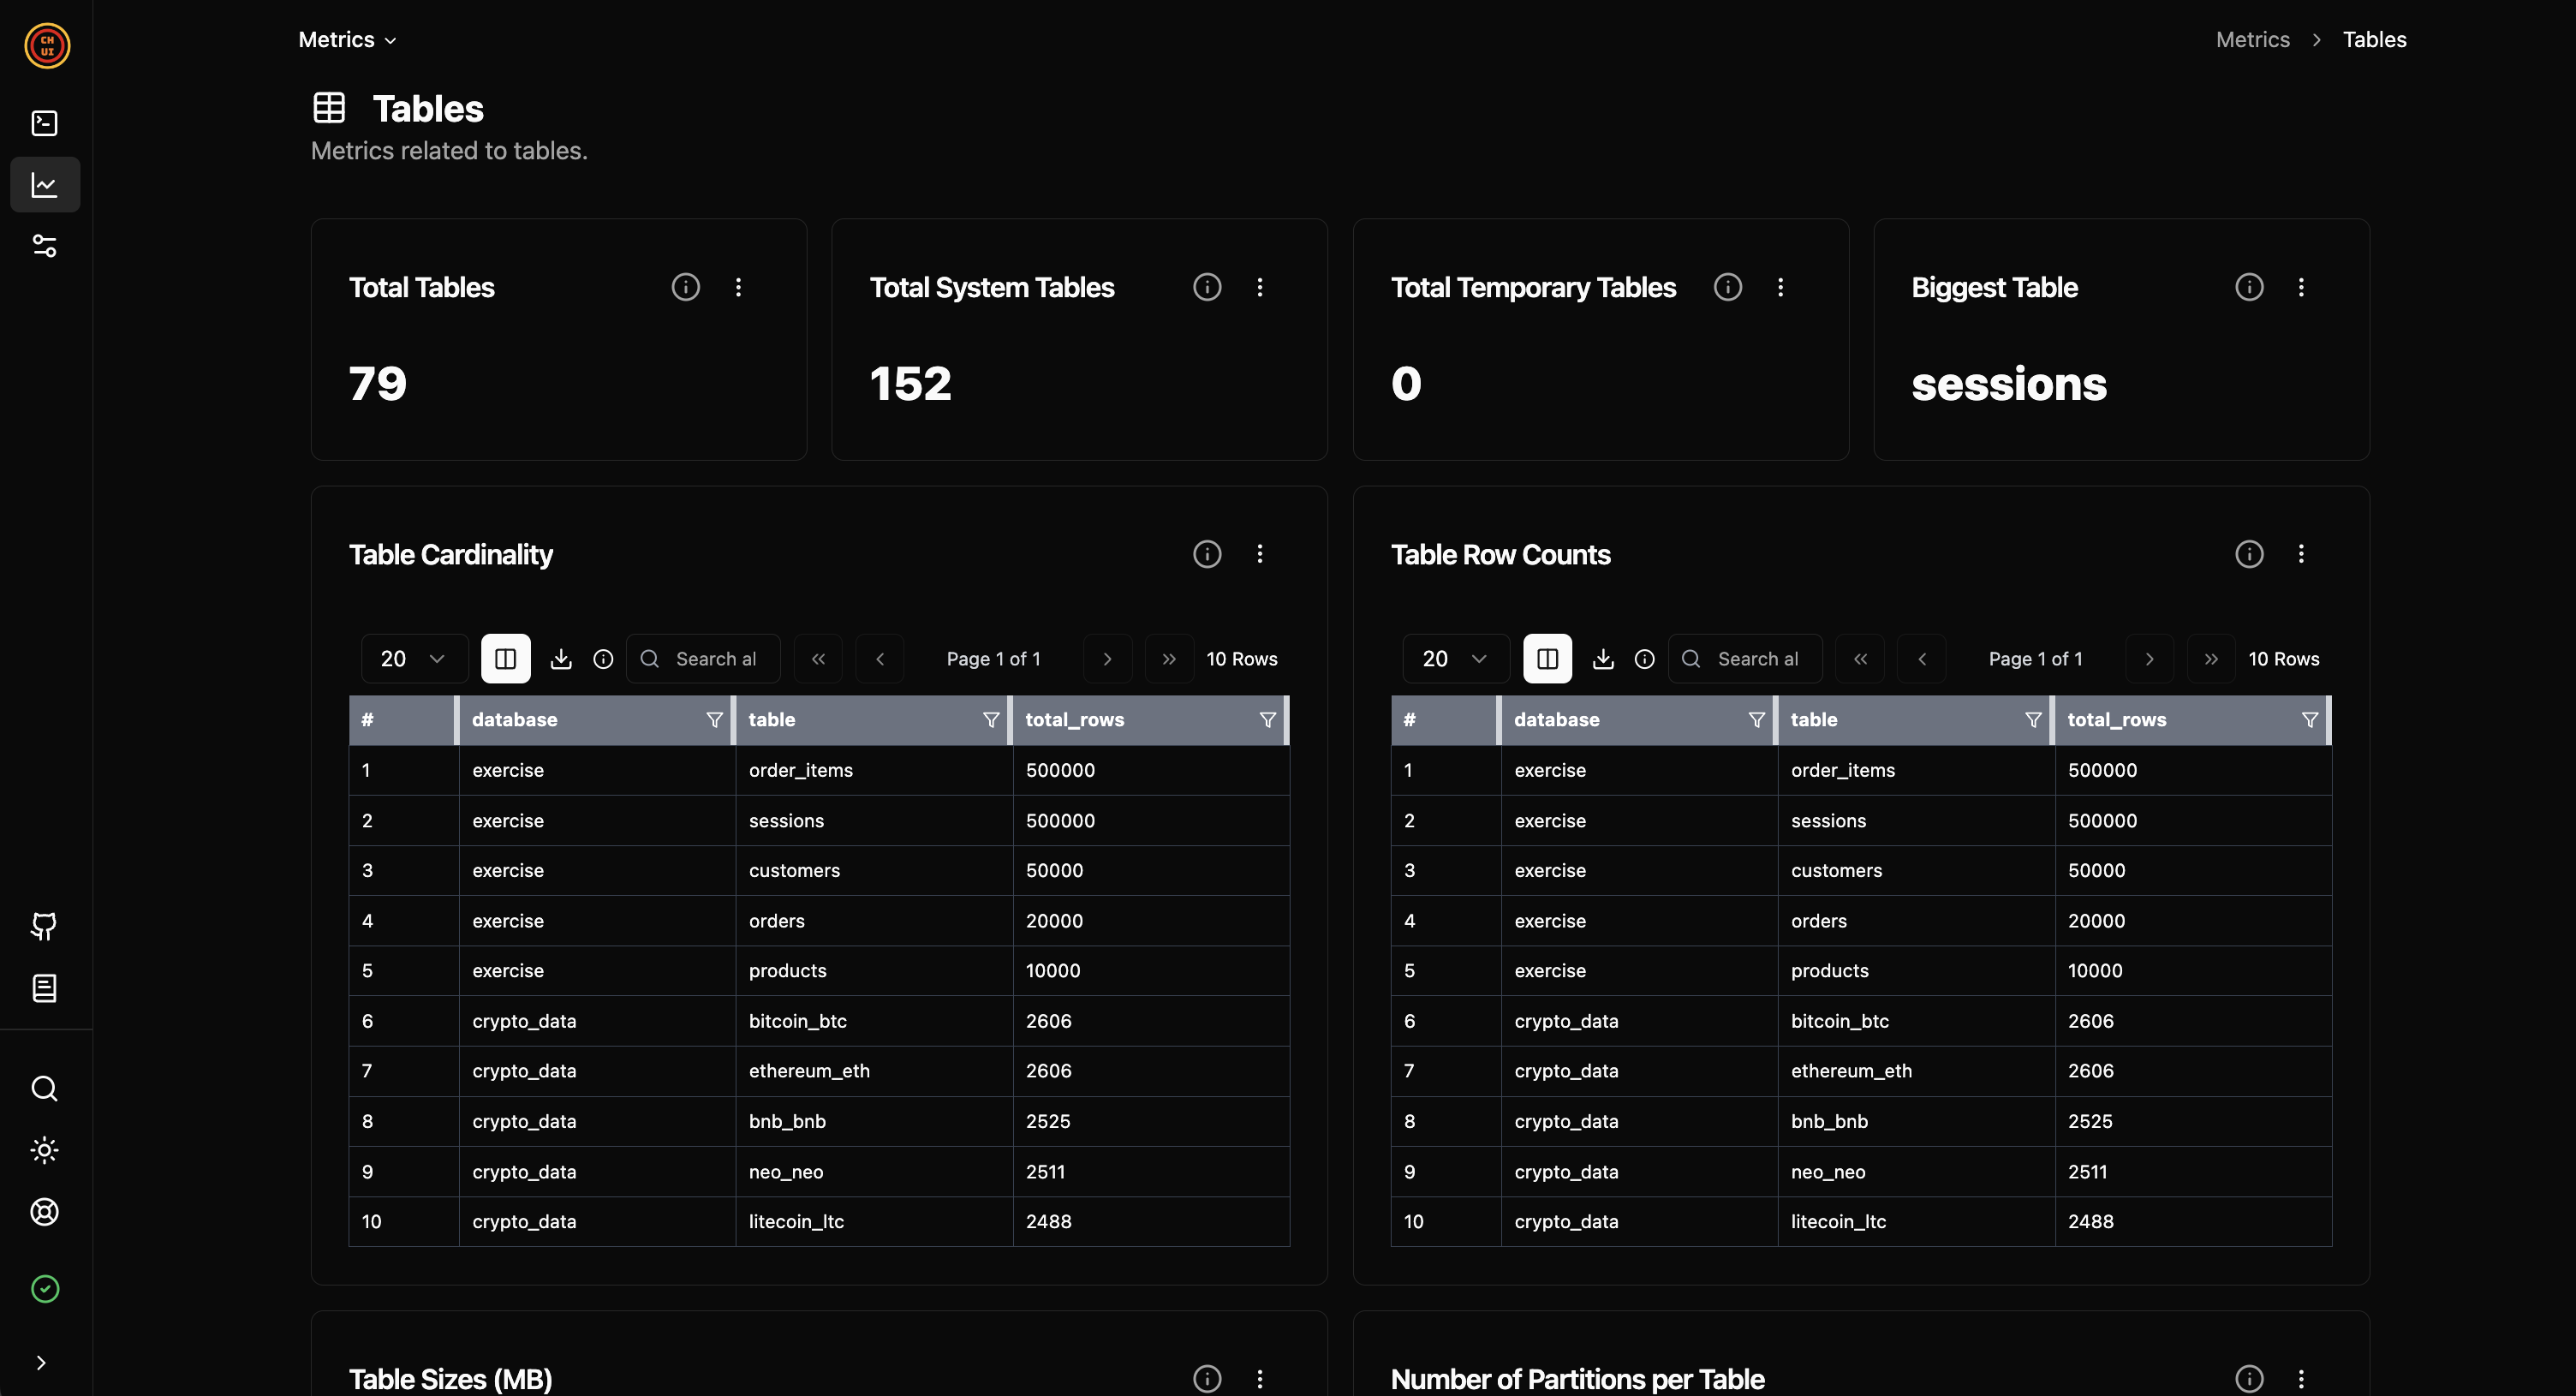 CH
UI
Metrics
Metrics > Tables
Tables
Metrics related to tables.
Total Tables
79
Total System Tables
152
Total Temporary Tables
0
Biggest Table
sessions
Table Cardinality
20 Search al Page 1 of 1 10 Rows
# database table total_rows
1 exercise order_items 500000
2 exercise sessions 500000
3 exercise customers 50000
4 exercise orders 20000
5 exercise products 10000
6 crypto_data bitcoin_btc 2606
7 crypto_data ethereum_eth 2606
8 crypto_data bnb_bnb 2525
9 crypto_data neo_neo 2511
10 crypto_data litecoin_ltc 2488
Table Row Counts
20 Search al Page 1 of 1 10 Rows
# database table total_rows
1 exercise order_items 500000
2 exercise sessions 500000
3 exercise customers 50000
4 exercise orders 20000
5 exercise products 10000
6 crypto_data bitcoin_btc 2606
7 crypto_data ethereum_eth 2606
8 crypto_data bnb_bnb 2525
9 crypto_data neo_neo 2511
10 crypto_data litecoin_ltc 2488
Table Sizes (MB)
Number of Partitions per Table